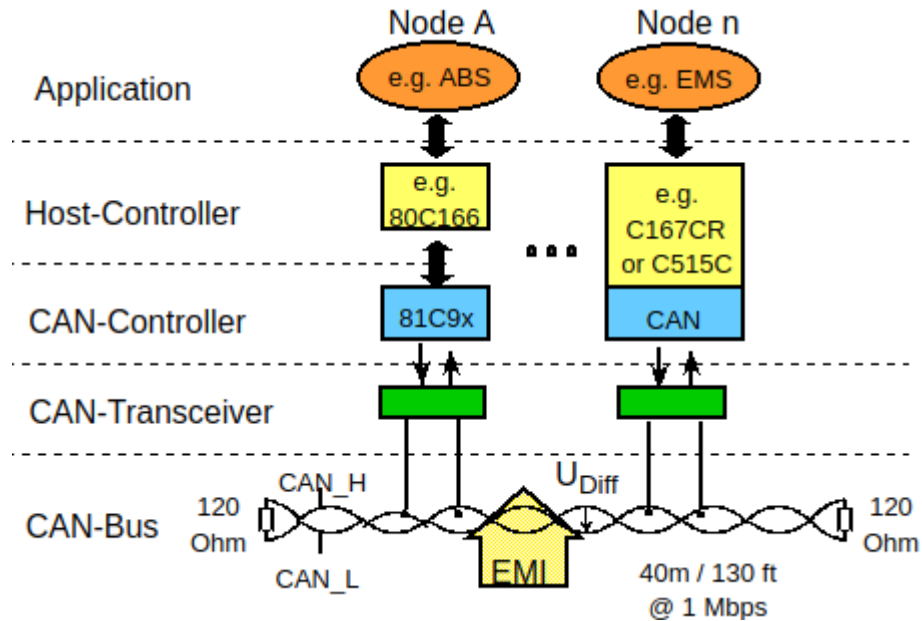 Node A
Node n
Application
e.g. ABS
e.g. EMS
Host-Controller
e.g.
80C166
e.g.
C167CR
or C515C
CAN-Controller
81C9x
CAN
CAN-Transceiver
CAN-Bus
120
Ohm
CAN_H
CAN_L
EMI
UDiff
120
Ohm
40m / 130 ft
@ 1 Mbps